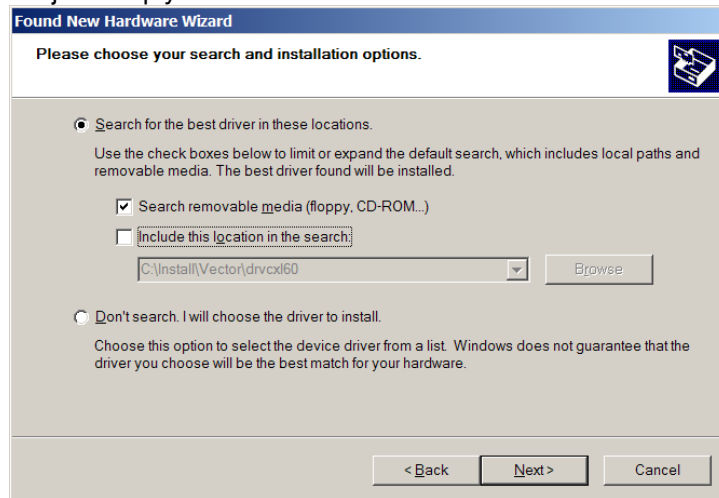 Found New Hardware Wizard
Please choose your search and installation options.
Search for the best driver in these locations.
Use the check boxes below to limit or expand the default search, which includes local paths and
removable media. The best driver found will be installed.
Search removable media (floppy, CD-ROM...)
Include this location in the search:
C:\Install\Vector\drvcxl60
Browse
Don't search. I will choose the driver to install.
Choose this option to select the device driver from a list. Windows does not guarantee that the
driver you choose will be the best match for your hardware.
< Back
Next >
Cancel